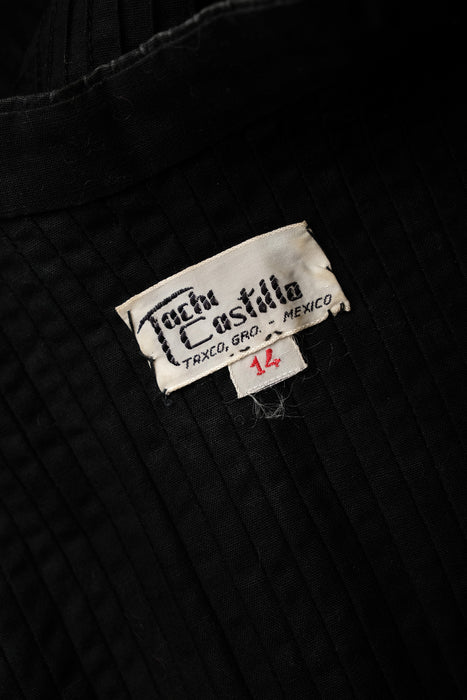 Tachi
Castillo
TAXCO, GRO. - MEXICO
14